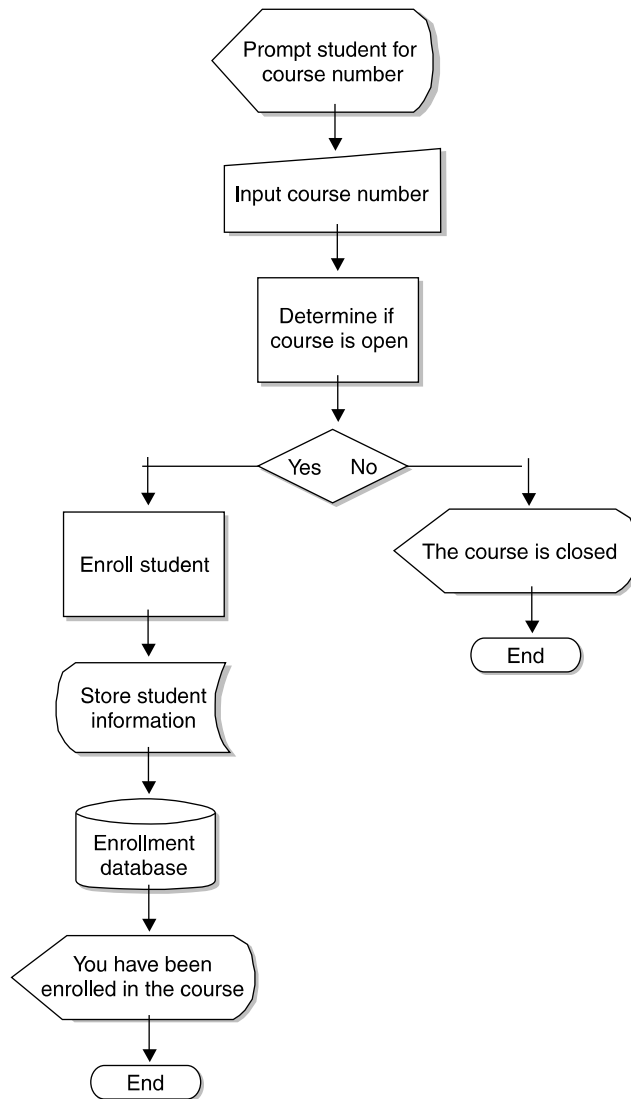 Prompt student for
course number
Input course number
Determine if
course is open
Yes No
Enroll student
The course is closed
End
Store student
information
Enrollment
database
You have been
enrolled in the course
End